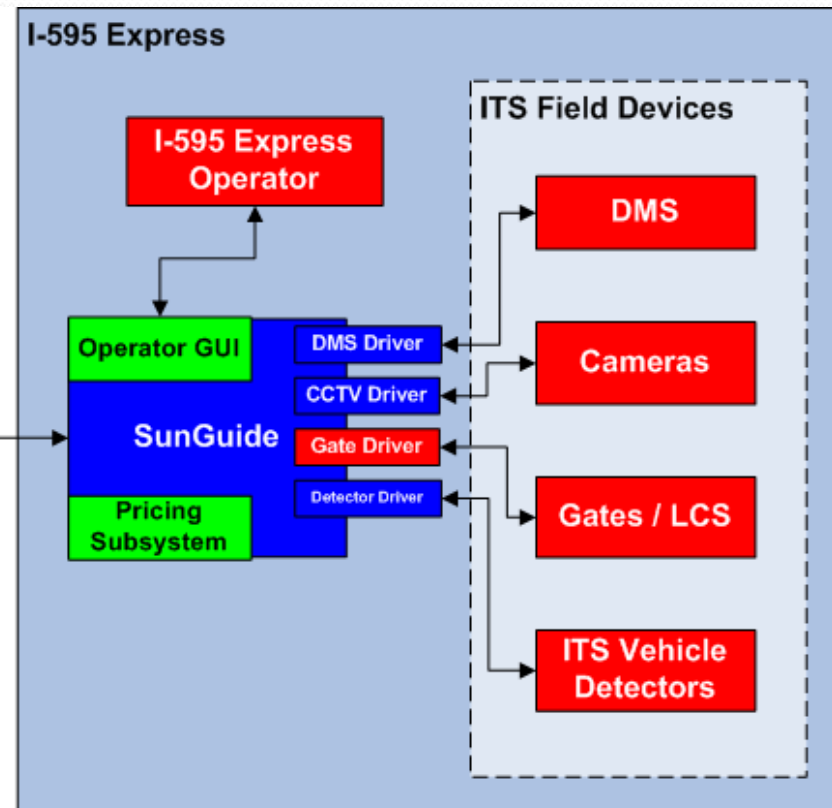 I-595 Express
I-595 Express
Operator
Operator GUI
SunGuide
Pricing
Subsystem
DMS Driver
CCTV Driver
Gate Driver
Detector Driver
ITS Field Devices
DMS
Cameras
Gates / LCS
ITS Vehicle
Detectors